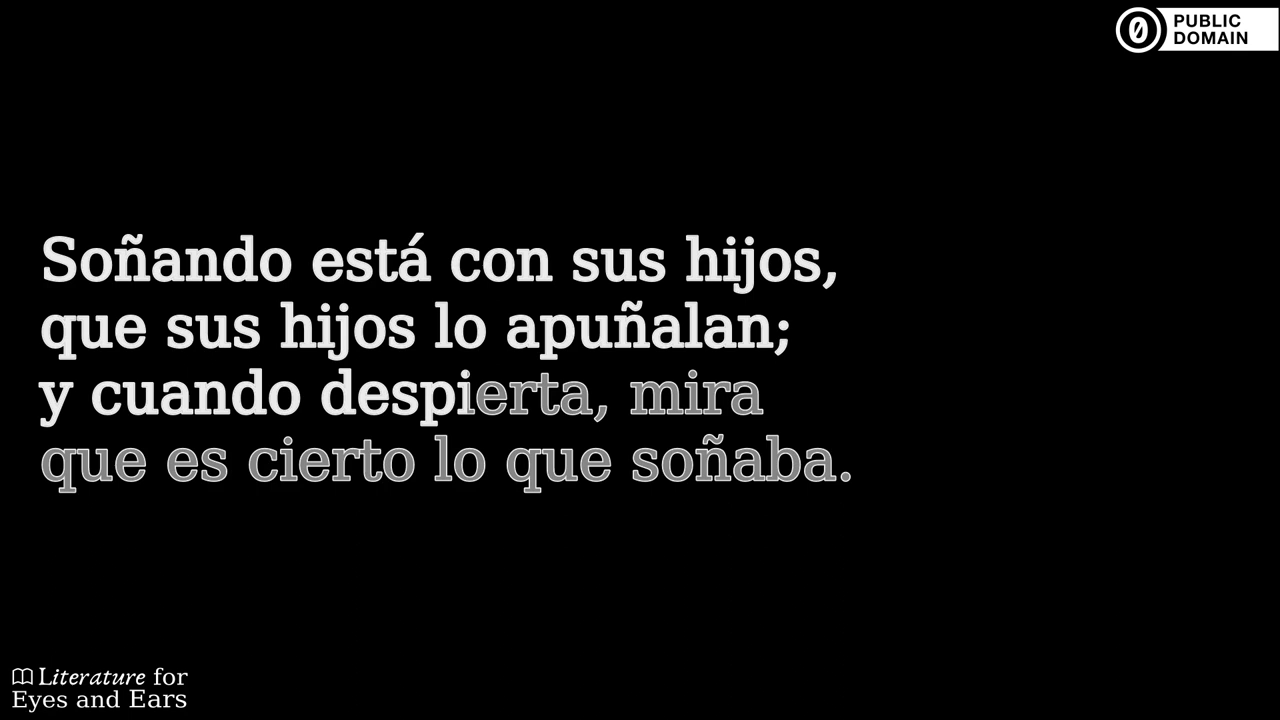 PUBLIC
DOMAIN
Soñando está con sus hijos,
que sus hijos lo apuñalan;
y cuando despierta, mira
que es cierto lo que soñaba.
Literature for
Eyes and Ears